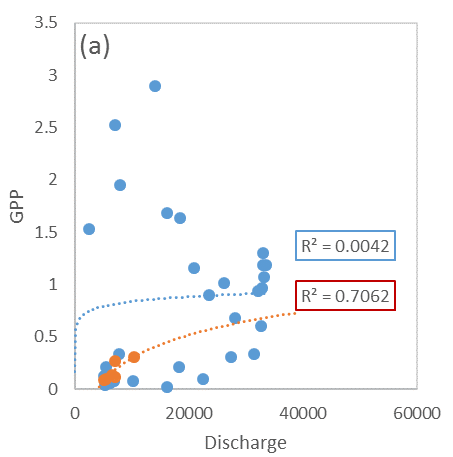 3.5
(a)
3
2.5
2
GPP
1.5
R² = 0.0042
1
R² = 0.7062
0.5
0
0 20000 40000 60000
Discharge